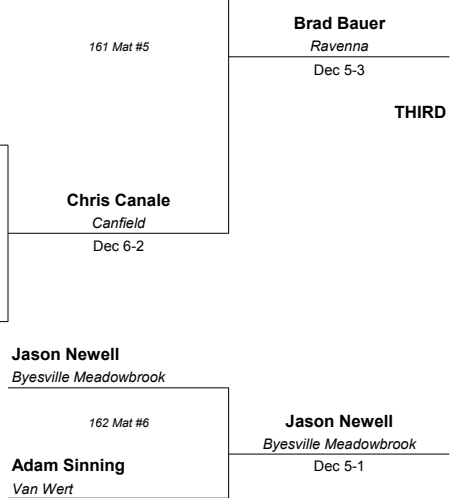 Brad Bauer
161 Mat #5
Ravenna
Dec 5-3
THIRD
Chris Canale
Canfield
Dec 6-2
Jason Newell
Byesville Meadowbrook
162 Mat #6
Jason Newell
Byesville Meadowbrook
Adam Sinning
Dec 5-1
Van Wert